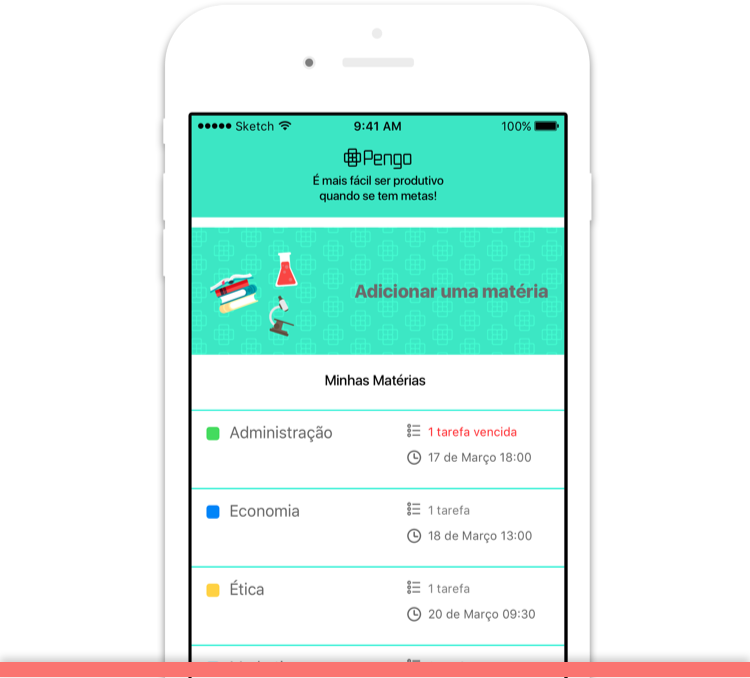 Sketch 9:41 AM 100%
Pengo
É mais fácil ser produtivo
quando se tem metas!
Adicionar uma matéria
Minhas Matérias
Administração
1 tarefa vencida
17 de Março 18:00
Economia
1 tarefa
18 de Março 13:00
Ética
1 tarefa
20 de Março 09:30